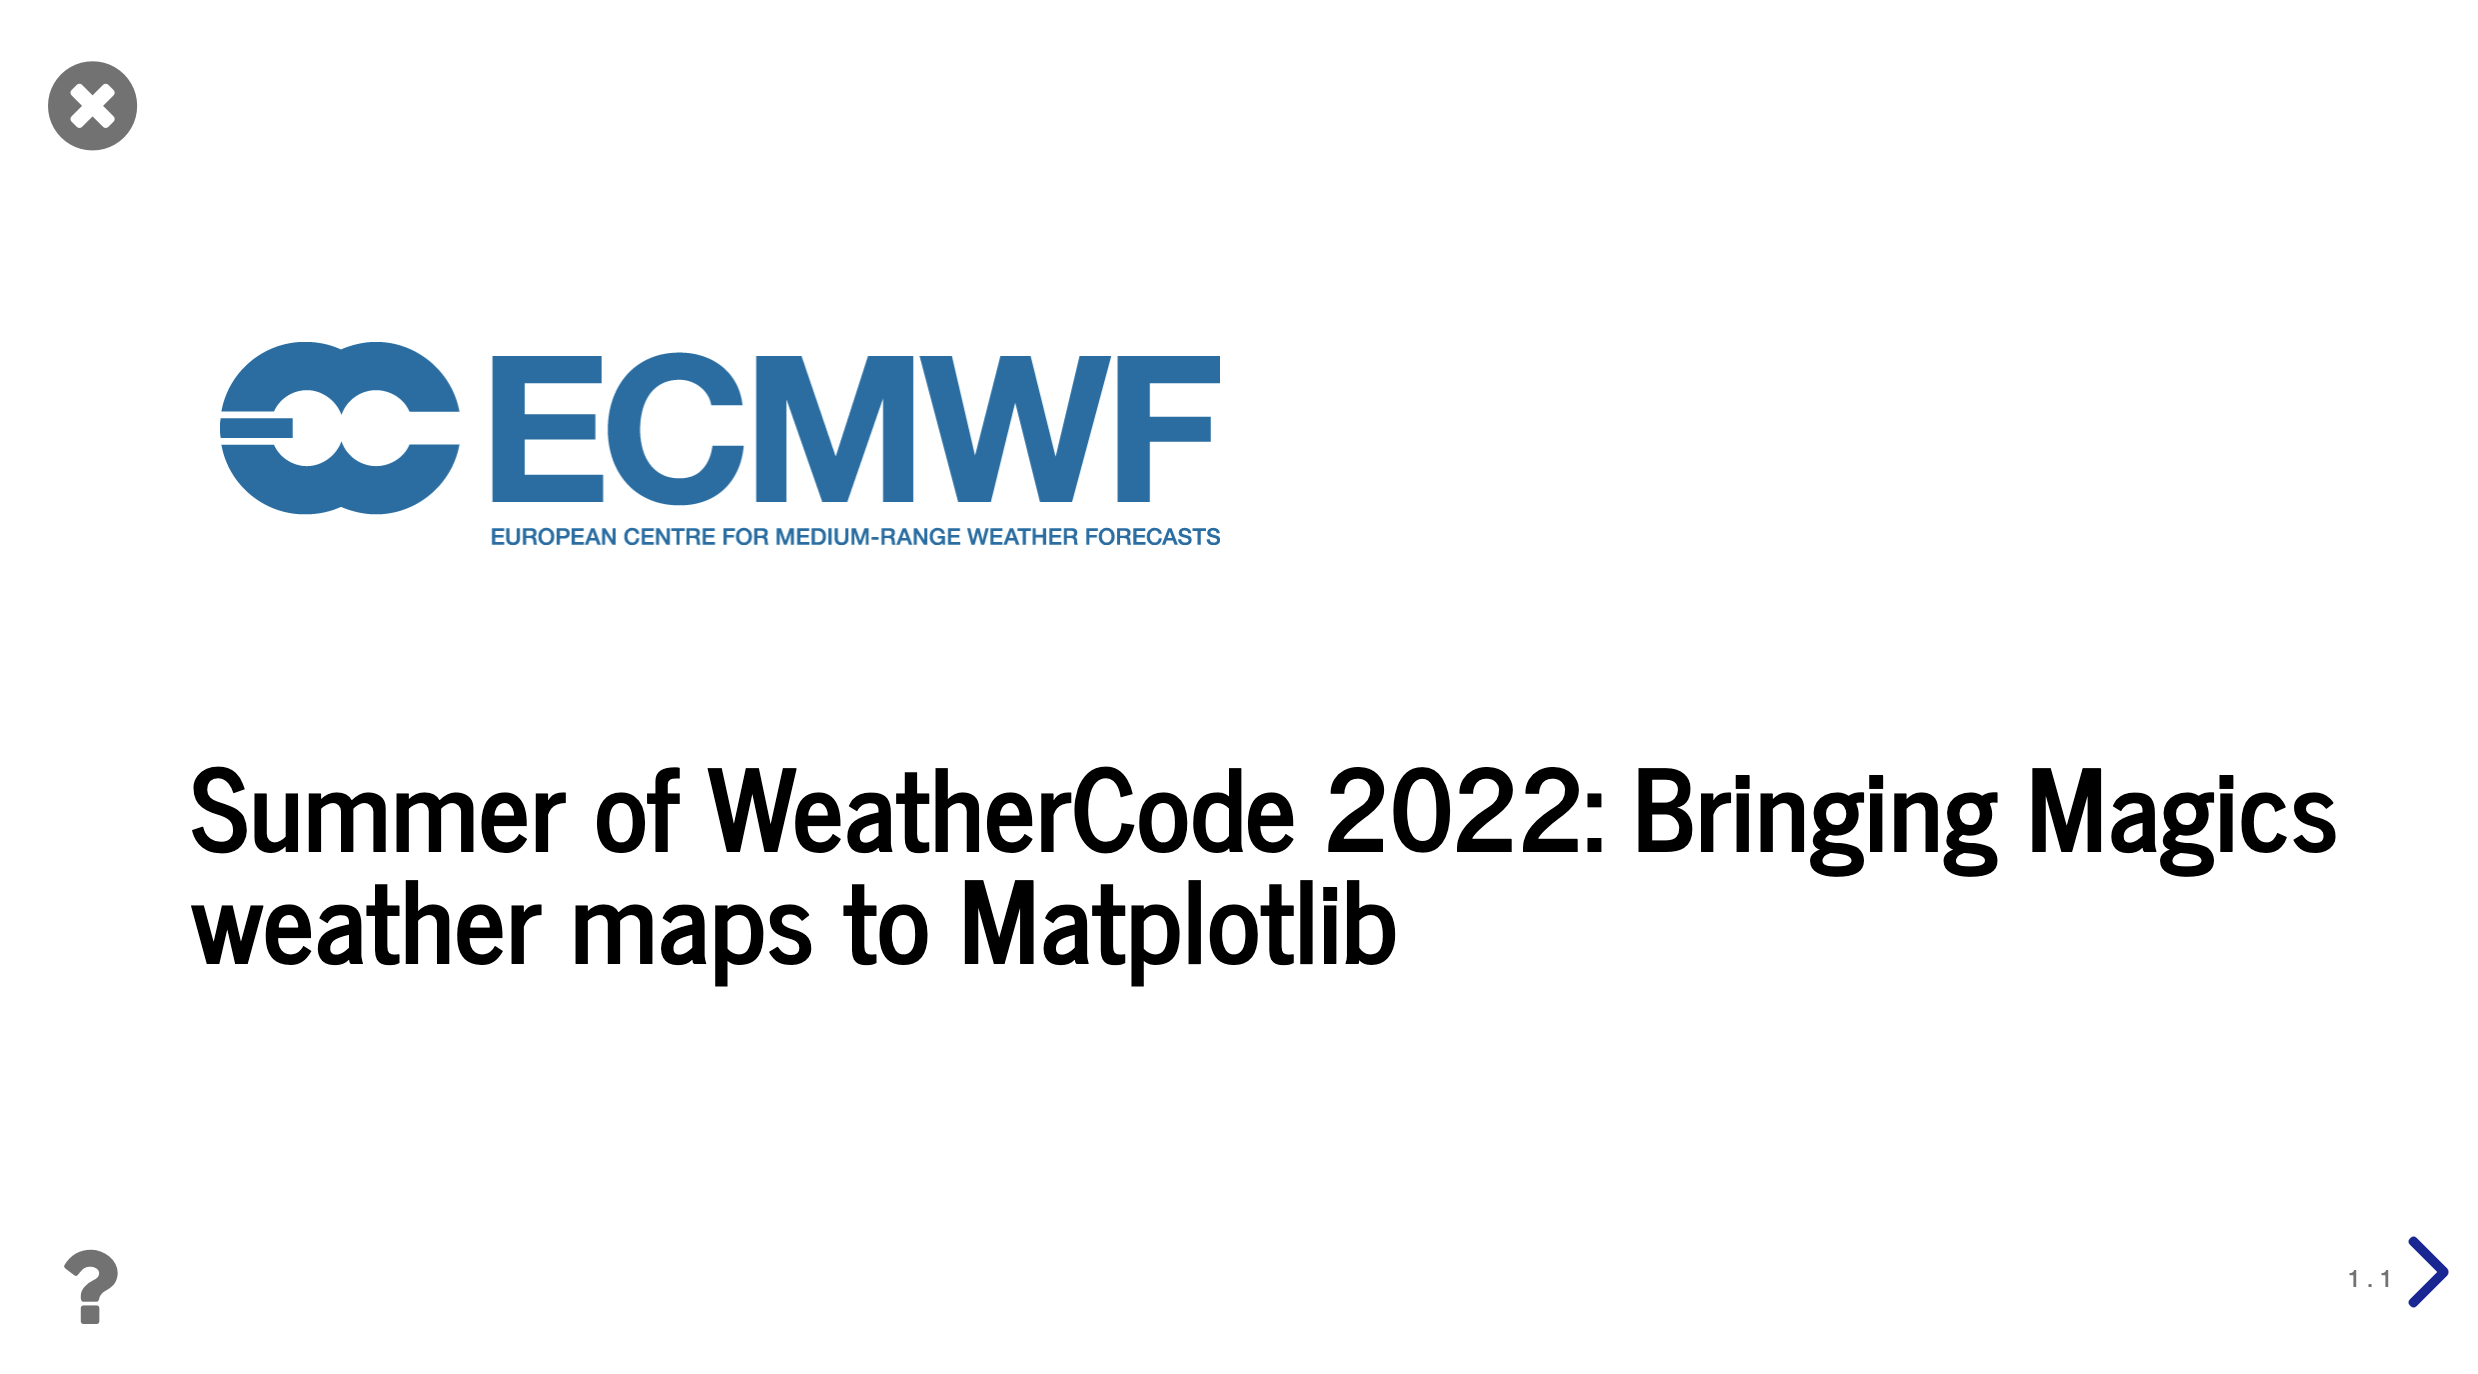 ECMWF
EUROPEAN CENTRE FOR MEDIUM-RANGE WEATHER FORECASTS
Summer of WeatherCode 2022: Bringing Magics
weather maps to Matplotlib
?
1.1